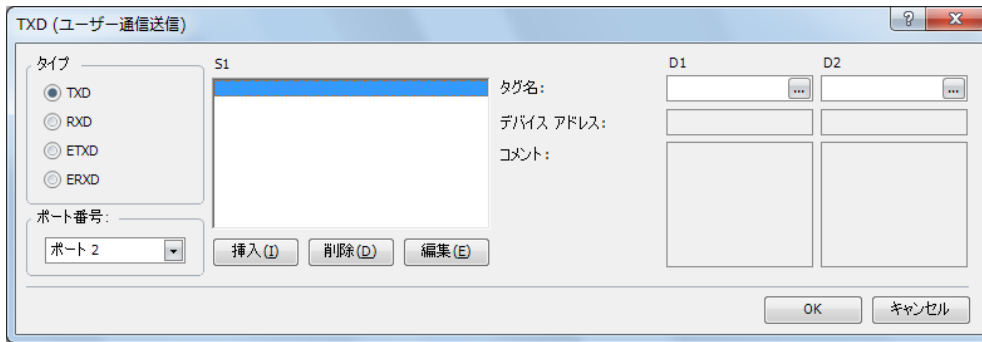 TXD (ユーザー通信送信)
タイプ
TXD
RXD
ETXD
ERXD
ポート番号:
ポート 2
S1
挿入(I)
削除(D)
編集(E)
D1
D2
タグ名:
...
...
デバイス アドレス:
コメント:
OK
キャンセル